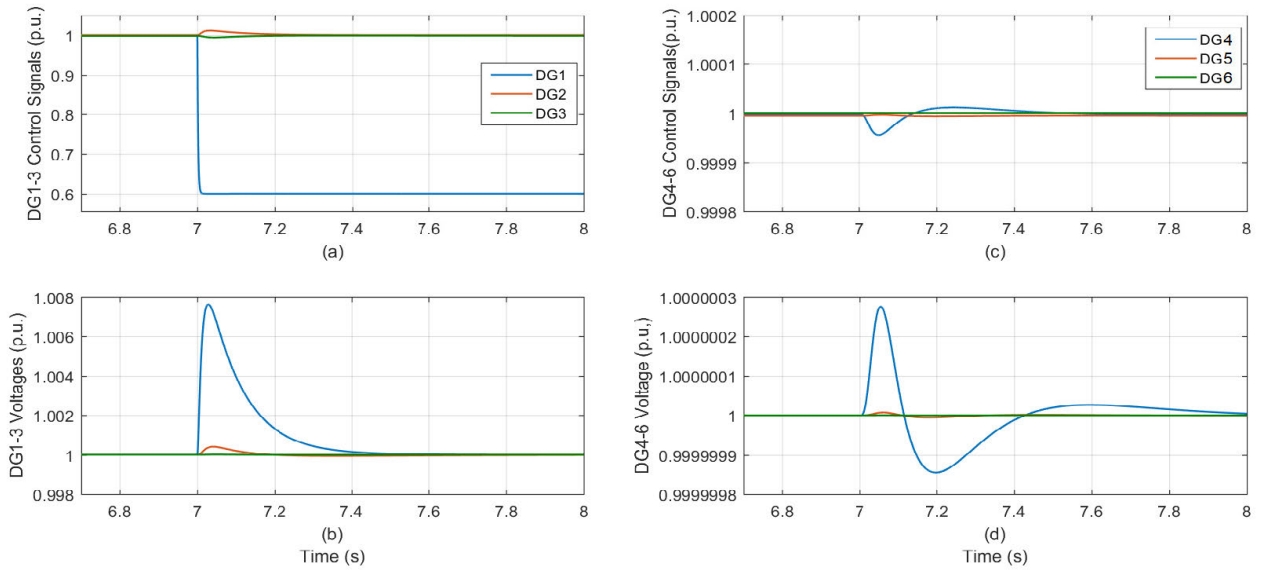 DG1-3 Control Signals (p.u.)
1
0.9
0.8
0.7
0.6
DG1
DG2
DG3
6.8 7 7.2 7.4 7.6 7.8 8
(a)
DG4-6 Control Signals(p.u.)
1.0002
1.0001
1
0.9999
0.9998
DG4
DG5
DG6
6.8 7 7.2 7.4 7.6 7.8 8
(c)
DG1-3 Voltages (p.u.)
1.008
1.006
1.004
1.002
1
0.998
6.8 7 7.2 7.4 7.6 7.8 8
(b)
Time (s)
DG4-6 Voltage (p.u,)
1.0000003
1.0000002
1.0000001
1
0.9999999
0.9999998
6.8 7 7.2 7.4 7.6 7.8 8
(d)
Time (s)